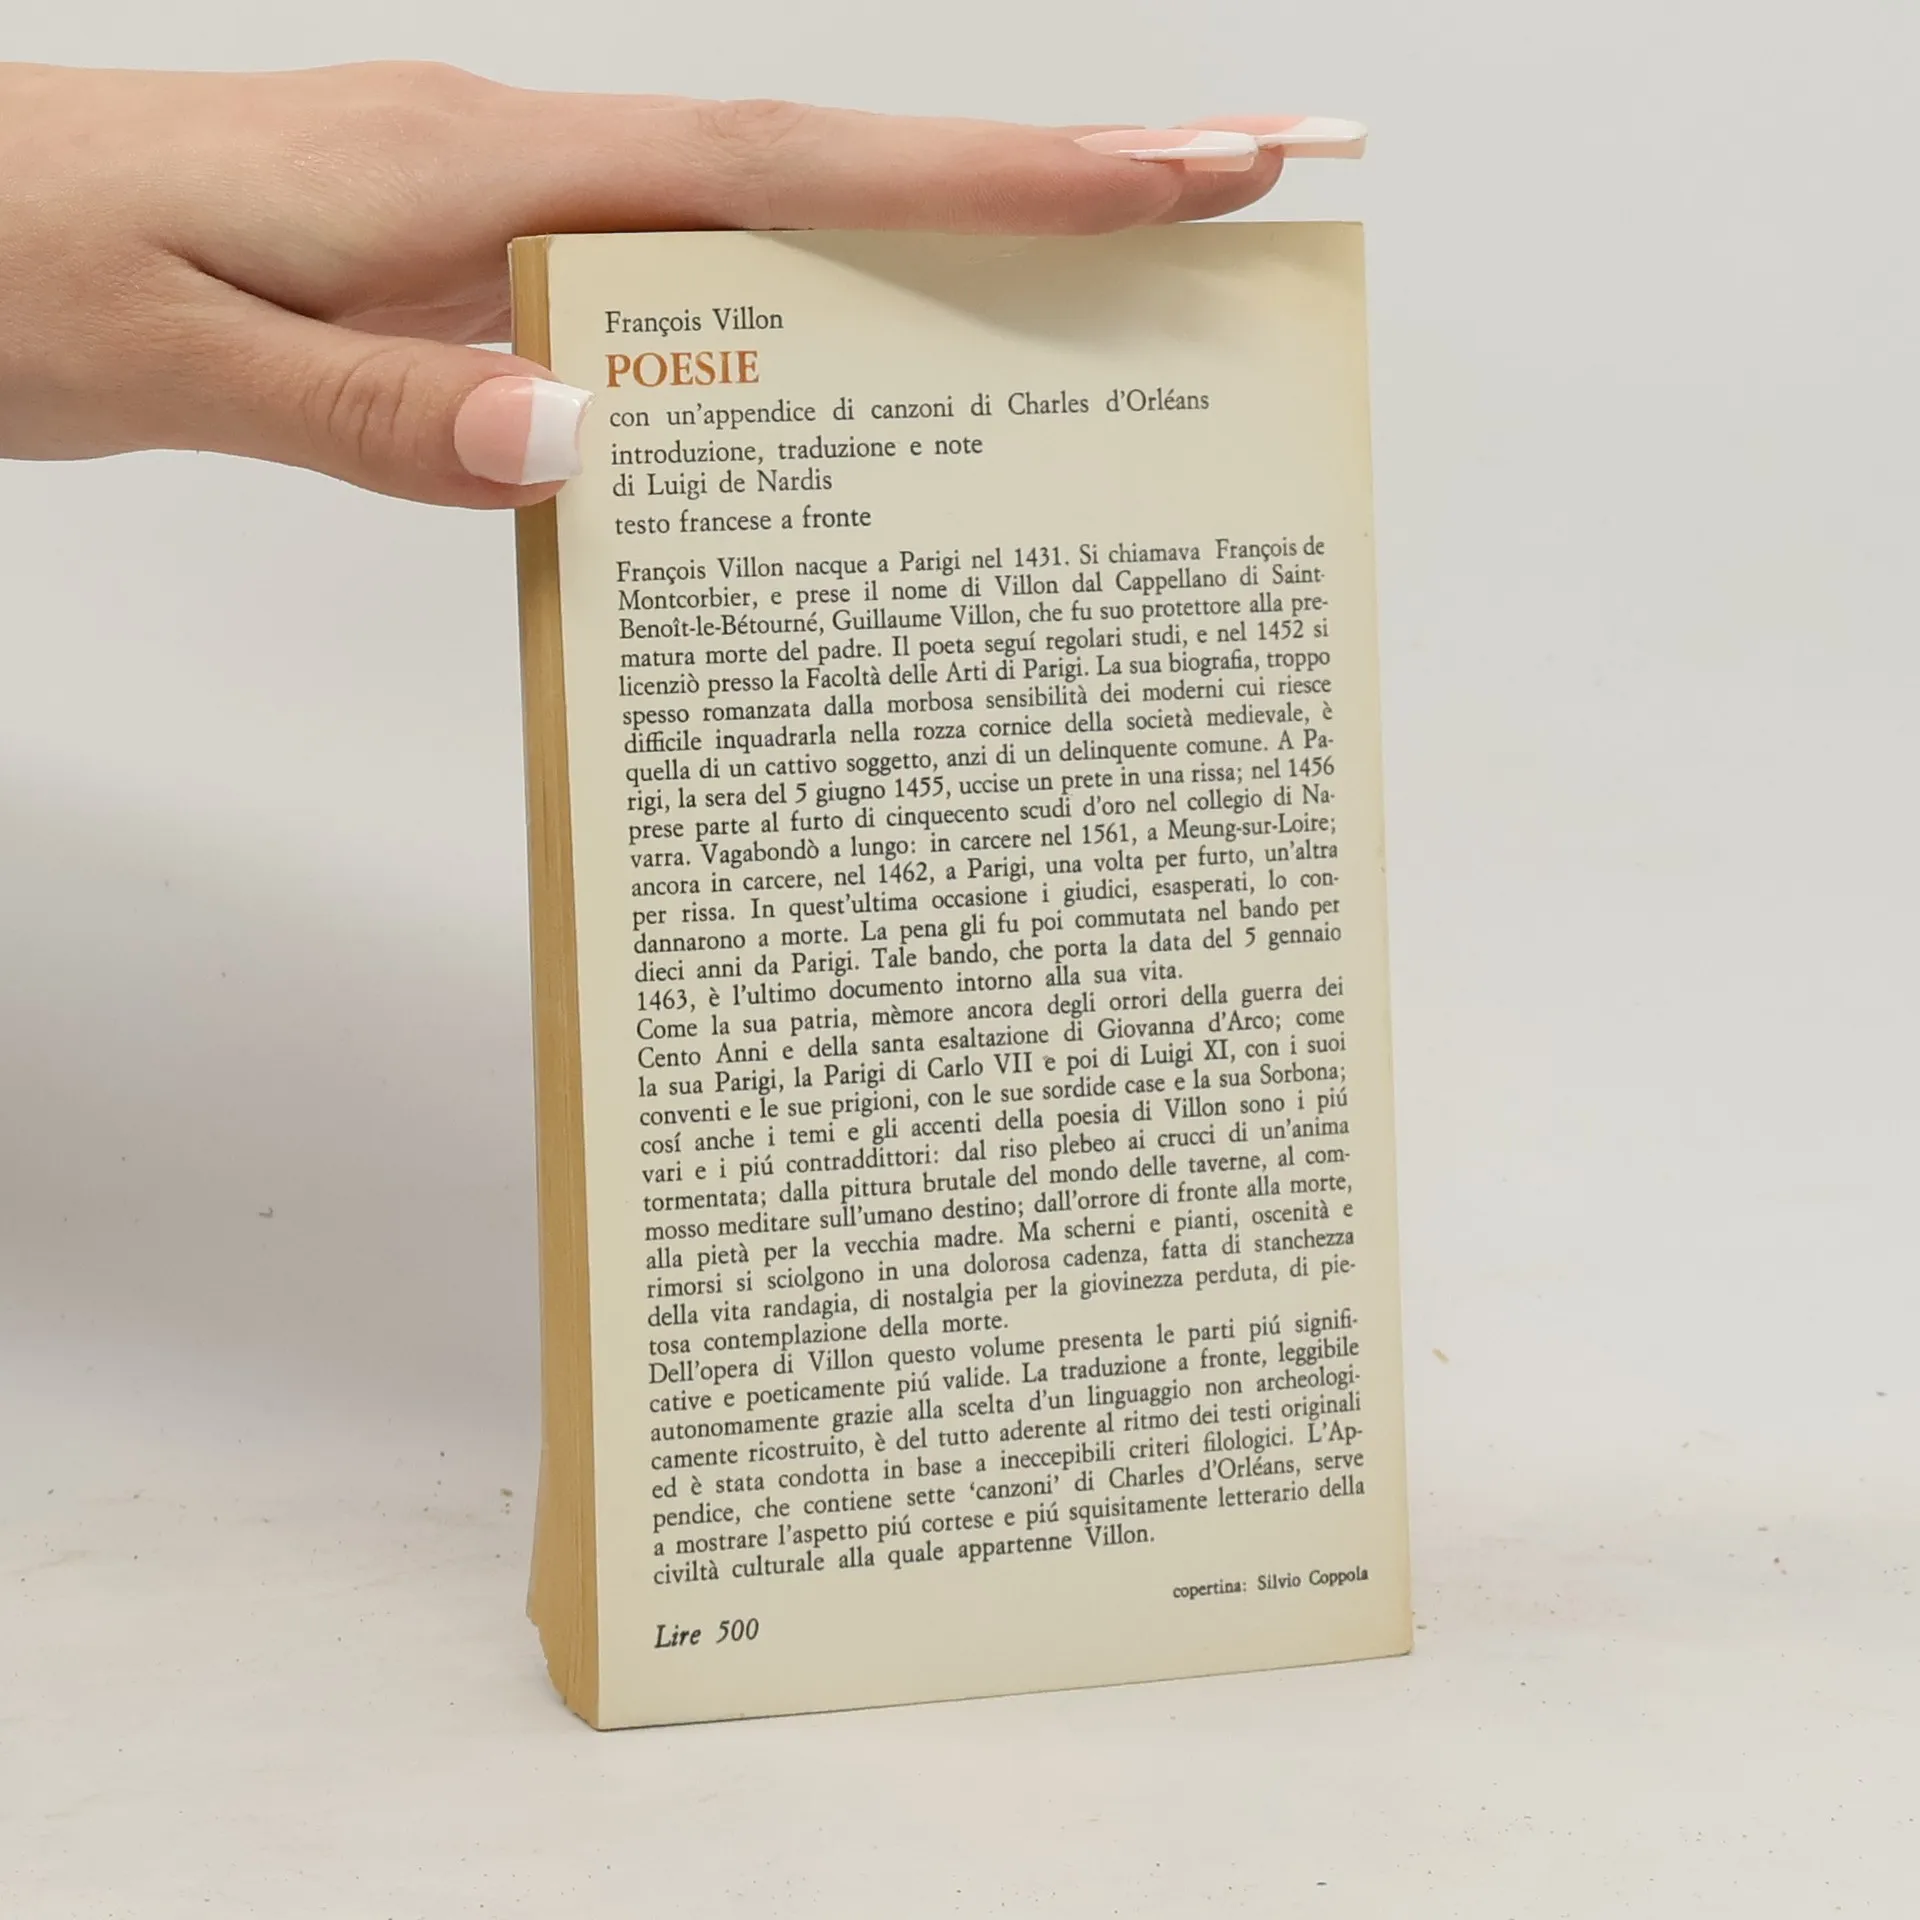 François Villon
POESIE
con un'appendice di canzoni di Charles d'Orléans
introduzione, traduzione e note
di Luigi de Nardis
testo francese a fronte
François Villon nacque a Parigi nel 1431. Si chiamava François de
Montcorbier, e prese il nome di Villon dal Cappellano di Saint-
Benoît-le-Bétourné, Guillaume Villon, che fu suo protettore alla pre-
matura morte del padre. Il poeta seguí regolari studi, e nel 1452 si
licenziò presso la Facoltà delle Arti di Parigi. La sua biografia, troppo
spesso romanzata dalla morbosa sensibilità dei moderni cui riesce
difficile inquadrarla nella rozza cornice della società medievale, è
quella di un cattivo soggetto, anzi di un delinquente comune. A Pa-
rigi, la sera del 5 giugno 1455, uccise un prete in una rissa; nel 1456
prese parte al furto di cinquecento scudi d'oro nel collegio di Na-
varra. Vagabondò a lungo: in carcere nel 1561, a Meung-sur-Loire;
ancora in carcere, nel 1462, a Parigi, una volta per furto, un'altra
per rissa. In quest'ultima occasione i giudici, esasperati, lo con-
dannarono a morte. La pena gli fu poi commutata nel bando per
dieci anni da Parigi. Tale bando, che porta la data del 5 gennaio
1463, è l'ultimo documento intorno alla sua vita.
Come la sua patria, mèmore ancora degli orrori della guerra dei
Cento Anni e della santa esaltazione di Giovanna d'Arco; come
la sua Parigi, la Parigi di Carlo VII e poi di Luigi XI, con i suoi
conventi e le sue prigioni, con le sue sordide case e la sua Sorbona;
cosí anche i temi e gli accenti della poesia di Villon sono i piú
vari e i piú contraddittori: dal riso plebeo ai crucci di un'anima
tormentata; dalla pittura brutale del mondo delle taverne, al com-
mosso meditare sull'umano destino; dall'orrore di fronte alla morte,
alla pietà per la vecchia madre. Ma scherni e pianti, oscenità e
rimorsi si sciolgono in una dolorosa cadenza, fatta di stanchezza
della vita randagia, di nostalgia per la giovinezza perduta, di pie-
tosa contemplazione della morte.
Dell'opera di Villon questo volume presenta le parti piú signifi-
cative e poeticamente piú valide. La traduzione a fronte, leggibile
autonomamente grazie alla scelta d'un linguaggio non archeologi-
camente ricostruito, è del tutto aderente al ritmo dei testi originali
ed è stata condotta in base a ineccepibili criteri filologici. L'Ap-
pendice, che contiene sette 'canzoni' di Charles d'Orléans, serve
a mostrare l'aspetto piú cortese e piú squisitamente letterario della
civiltà culturale alla quale appartenne Villon.
copertina: Silvio Coppola
Lire 500